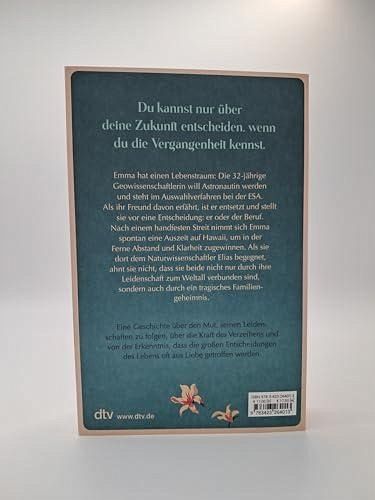 Du kannst nur über
deine Zukunft entscheiden, wenn
du die Vergangenheit kennst.
Emma hat einen Lebenstraum: Die 32-jährige
Geowissenschaftlerin will Astronautin werden
und steht im Auswahlverfahren bei der ESA.
Als ihr Freund davon erfährt, ist er entsetzt und stellt
sie vor eine Entscheidung: er oder der Beruf.
Nach einem handfesten Streit nimmt sich Emma
spontan eine Auszeit auf Hawaii, um in der
Ferne Abstand und Klarheit zugewinnen. Als sie
dort dem Naturwissenschaftler Elias begegnet,
ahnt sie nicht, dass sie beide nicht nur durch ihre
Leidenschaft zum Weltall verbunden sind,
sondern auch durch ein tragisches Familien-
geheimnis.
Eine Geschichte über den Mut, seinen Leiden-
schaften zu folgen, über die Kraft des Verzeihens und
von der Erkenntnis, dass die großen Entscheidungen
des Lebens oft aus Liebe getroffen werden.
dtv www.dtv.de